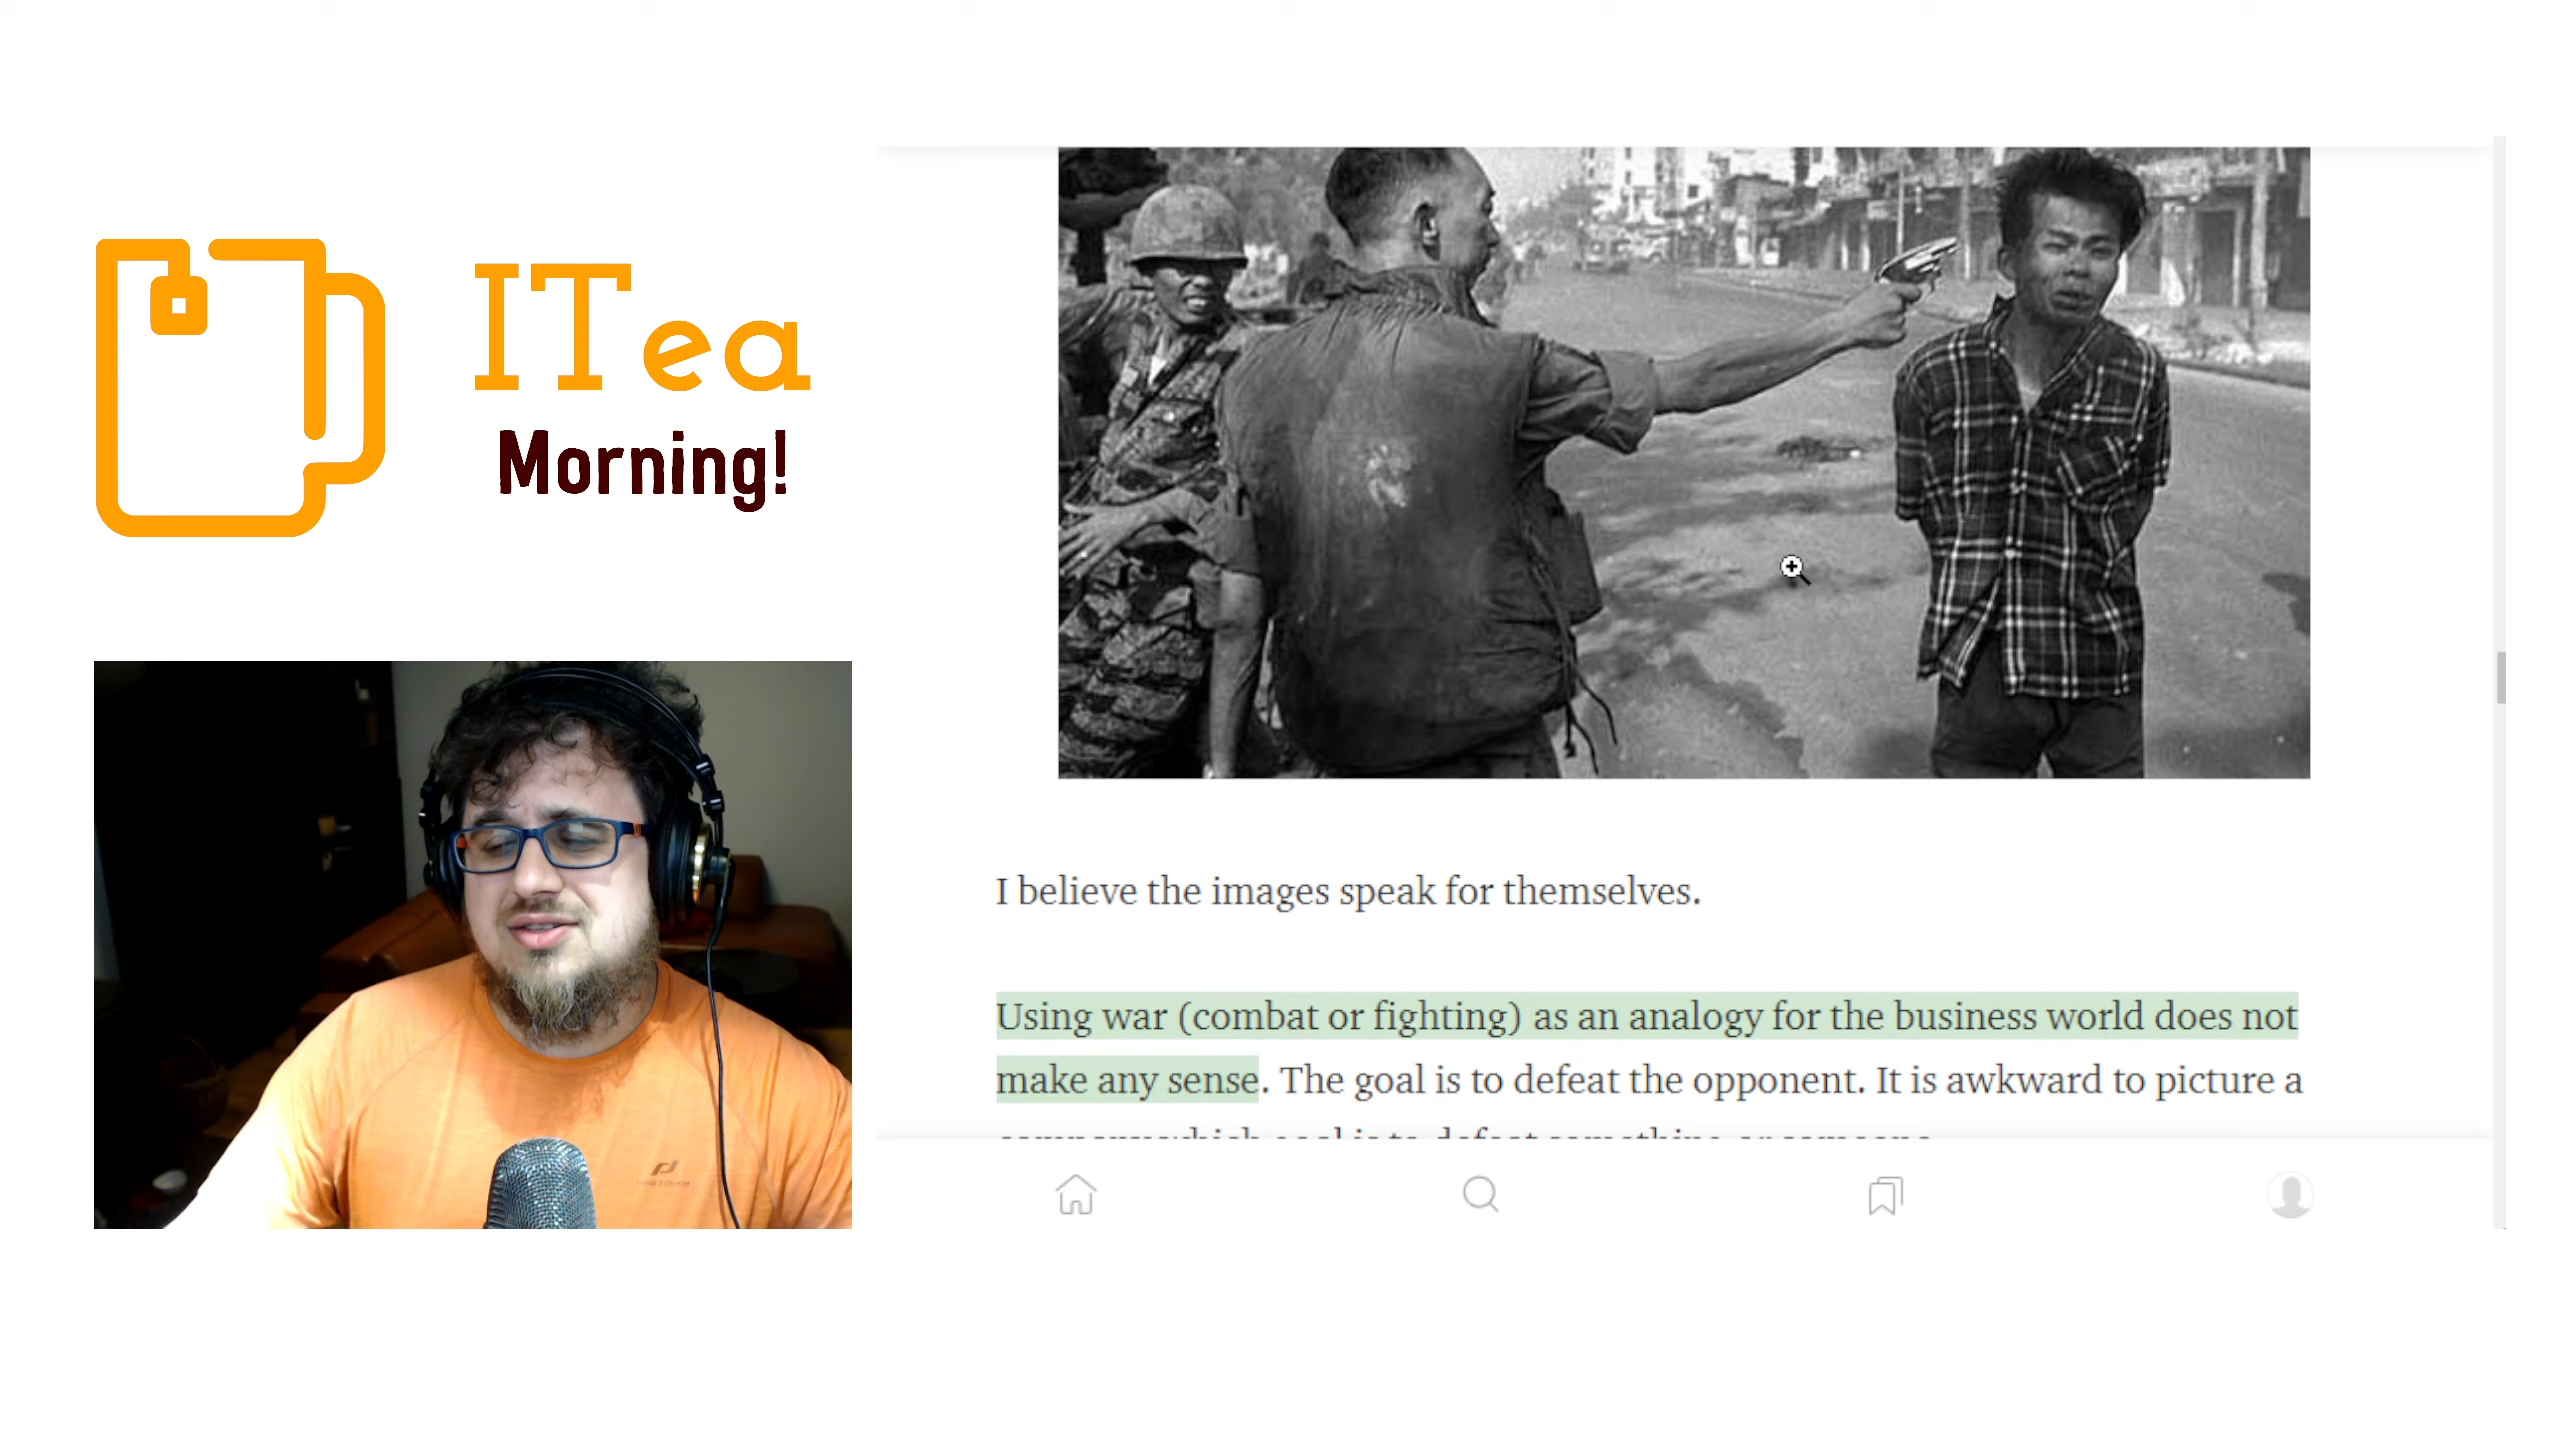 ITea
Morning!
I believe the images speak for themselves.
Using war (combat or fighting) as an analogy for the business world does not
make any sense. The goal is to defeat the opponent. It is awkward to picture a